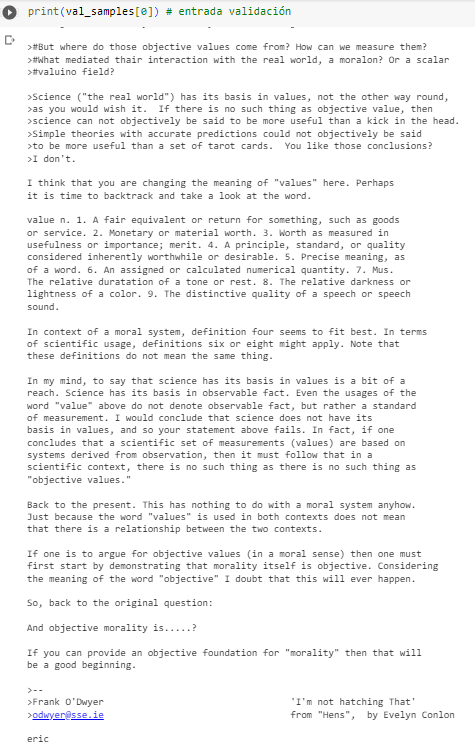 print(val_samples[0]) # entrada validación
>#But where do those objective values come from? How can we measure them?
>#What mediated thair interaction with the real world, a moralon? Or a scalar
>#valuino field?
>Science ("the real world") has its basis in values, not the other way round,
>as you would wish it.  If there is no such thing as objective value, then
>science can not objectively be said to be more useful than a kick in the head.
>Simple theories with accurate predictions could not objectively be said
>to be more useful than a set of tarot cards.  You like those conclusions?
>I don't.
I think that you are changing the meaning of "values" here. Perhaps
it is time to backtrack and take a look at the word.
value n. 1. A fair equivalent or return for something, such as goods
or service. 2. Monetary or material worth. 3. Worth as measured in
usefulness or importance; merit. 4. A principle, standard, or quality
considered inherently worthwhile or desirable. 5. Precise meaning, as
of a word. 6. An assigned or calculated numerical quantity. 7. Mus.
The relative duratation of a tone or rest. 8. The relative darkness or
lightness of a color. 9. The distinctive quality of a speech or speech
sound.
In context of a moral system, definition four seems to fit best. In terms
of scientific usage, definitions six or eight might apply. Note that
these definitions do not mean the same thing.
In my mind, to say that science has its basis in values is a bit of a
reach. Science has its basis in observable fact. Even the usages of the
word "value" above do not denote observable fact, but rather a standard
of measurement. I would conclude that science does not have its
basis in values, and so your statement above fails. In fact, if one
concludes that a scientific set of measurements (values) are based on
systems derived from observation, then it must follow that in a
scientific context, there is no such thing as there is no such thing as
"objective values."
Back to the present. This has nothing to do with a moral system anyhow.
Just because the word "values" is used in both contexts does not mean
that there is a relationship between the two contexts.
If one is to argue for objective values (in a moral sense) then one must
first start by demonstrating that morality itself is objective. Considering
the meaning of the word "objective" I doubt that this will ever happen.
So, back to the original question:
And objective morality is.....?
If you can provide an objective foundation for "morality" then that will
be a good beginning.
>--
>Frank O'Dwyer 'I'm not hatching That'
>odwyer@sse.ie from "Hens",  by Evelyn Conlon
eric